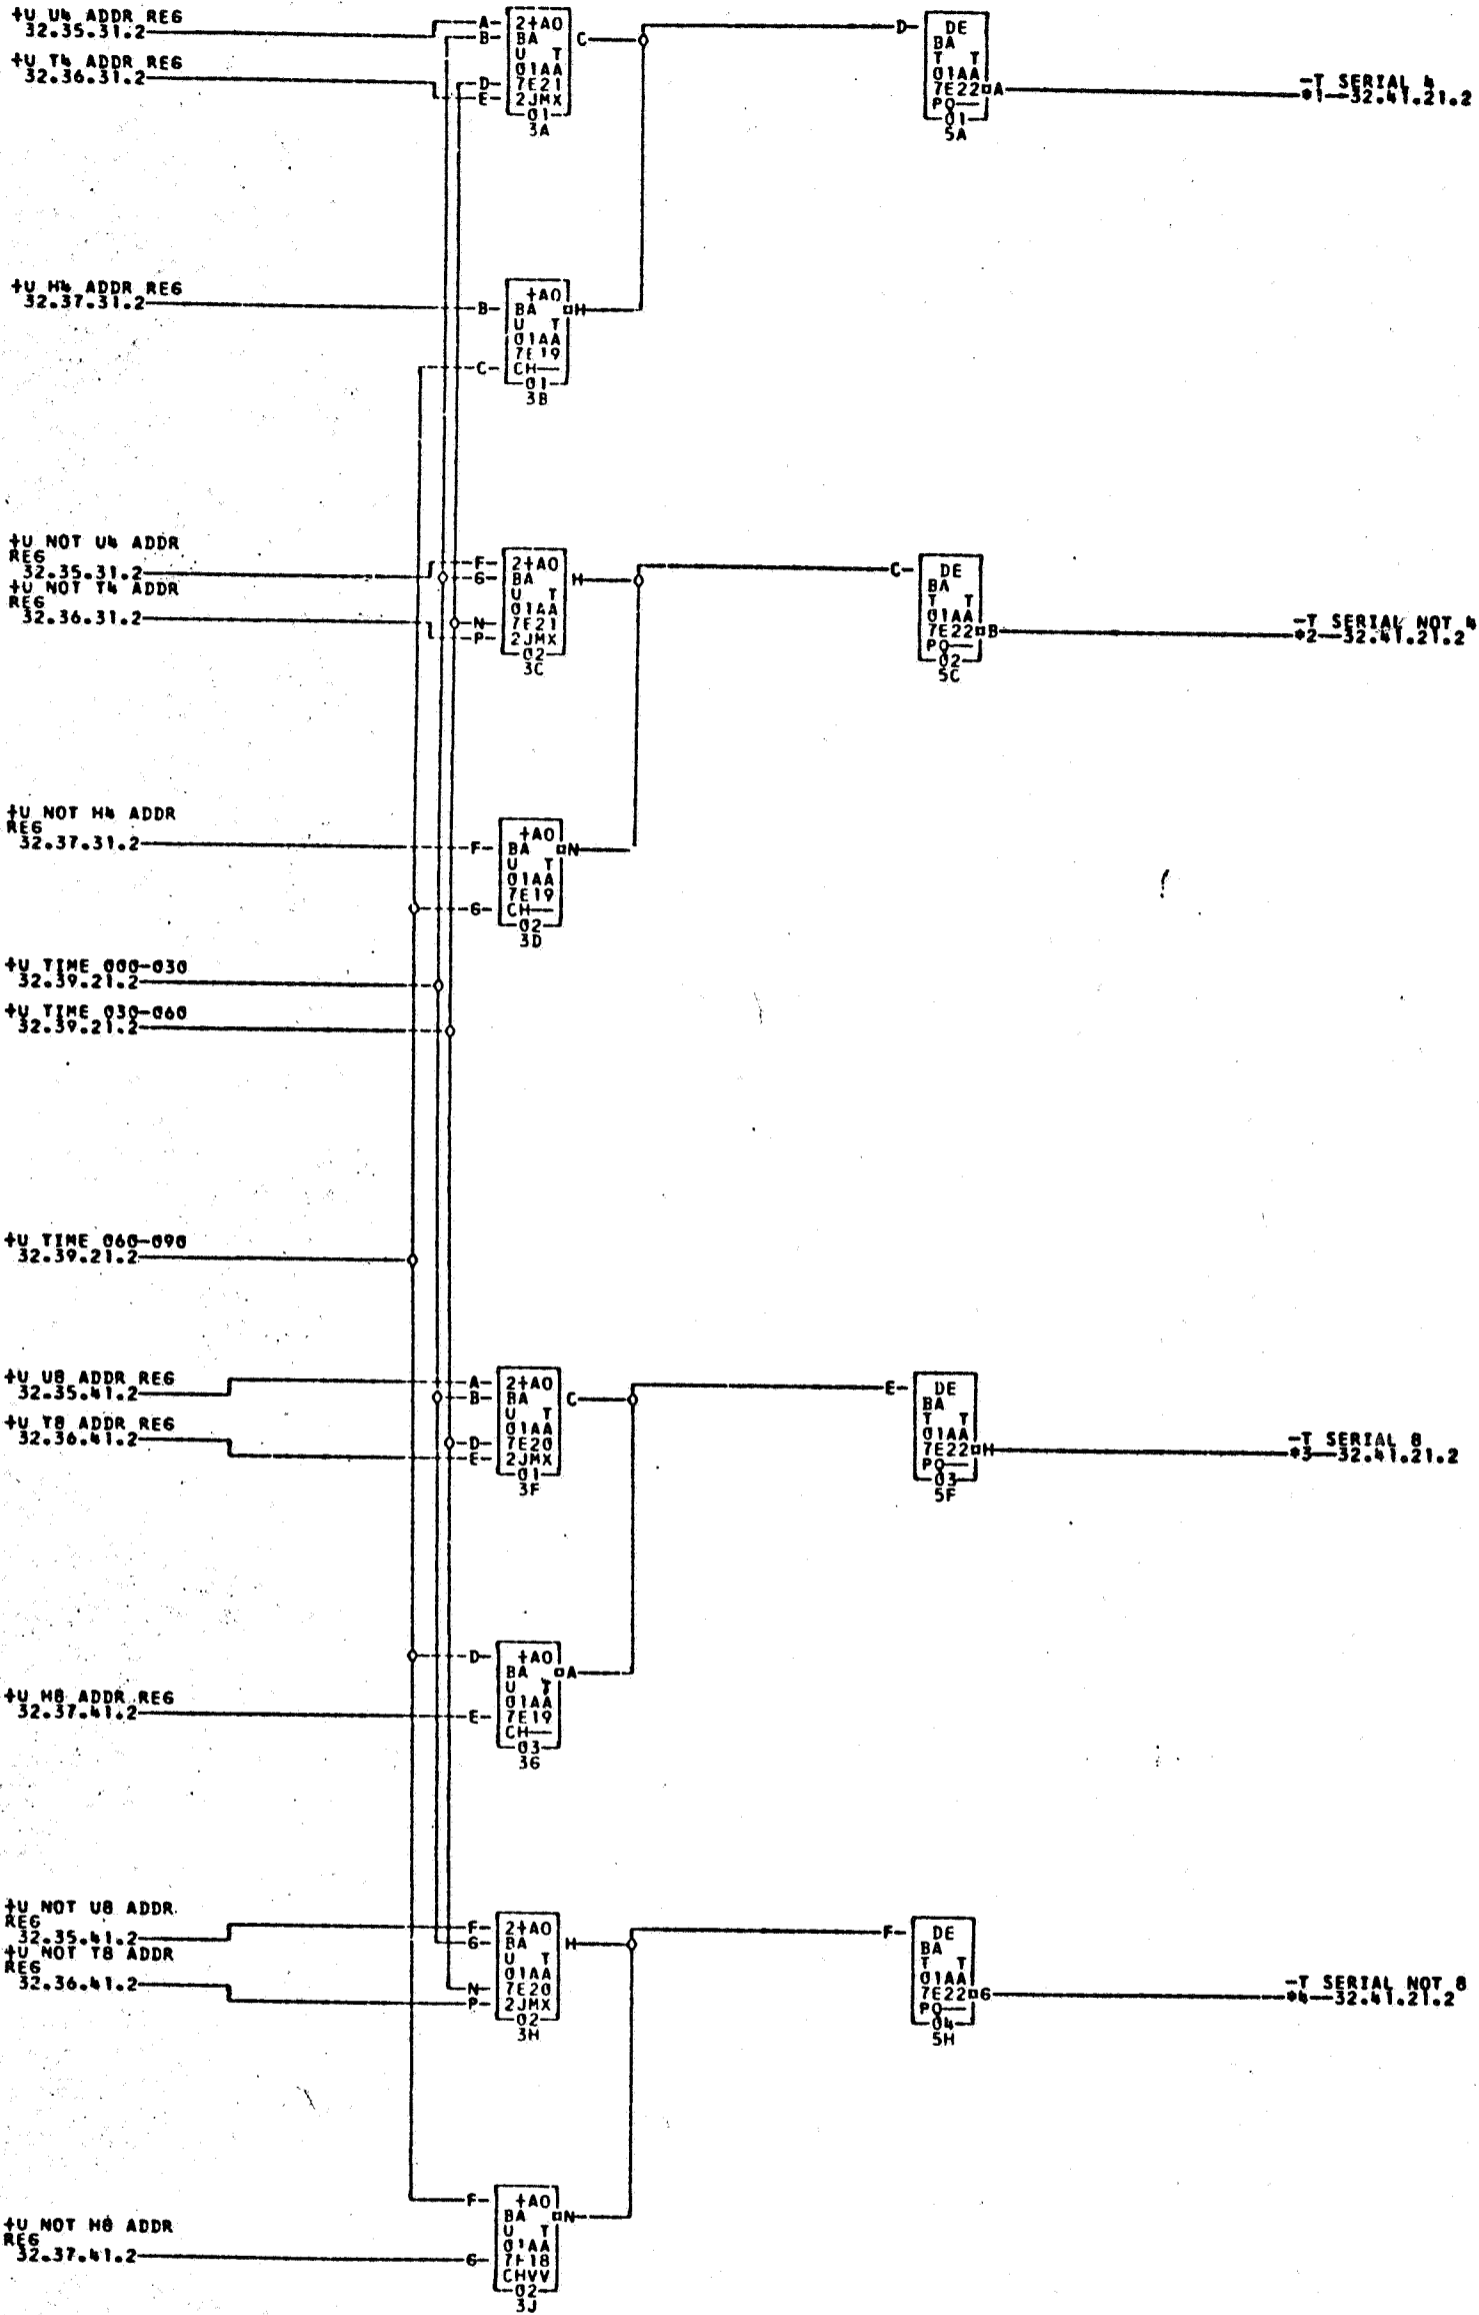 +U U4 ADDR REG
32.35.31.2
+U T4 ADDR REG
32.36.31.2
A
B
D
E
2+AO
BA
U T
01AA
7E21
2JMX
01
3A
C
D
DE
BA
T T
01AA
7E22
PQ
01
5A
A
-T SERIAL 4
*1—32.41.21.2
+U H4 ADDR REG
32.37.31.2
B
C
+AO
BA
U T
01AA
7E19
CH
01
3B
H
+U NOT U4 ADDR
REG
32.35.31.2
+U NOT T4 ADDR
REG
32.36.31.2
F
G
N
P
2+AO
BA
U T
01AA
7E21
2JMX
02
3C
H
C
DE
BA
T T
01AA
7E22
PQ
02
5C
B
-T SERIAL NOT 4
*2—32.41.21.2
+U NOT H4 ADDR
REG
32.37.31.2
F
G
+AO
BA
U T
01AA
7E19
CH
02
3D
N
+U TIME 000-030
32.39.21.2
+U TIME 030-060
32.39.21.2
+U TIME 060-090
32.39.21.2
+U U8 ADDR REG
32.35.41.2
+U T8 ADDR REG
32.36.41.2
A
B
D
E
2+AO
BA
U T
01AA
7E20
2JMX
01
3F
C
E
DE
BA
T T
01AA
7E22
PQ
03
5F
H
-T SERIAL 8
*3—32.41.21.2
+U H8 ADDR REG
32.37.41.2
D
E
+AO
BA
U T
01AA
7E19
CH
03
3G
A
+U NOT U8 ADDR
REG
32.35.41.2
+U NOT T8 ADDR
REG
32.36.41.2
F
G
N
P
2+AO
BA
U T
01AA
7E20
2JMX
02
3H
H
F
DE
BA
T T
01AA
7E22
PQ
04
5H
G
-T SERIAL NOT 8
*4—32.41.21.2
+U NOT H8 ADDR
REG
32.37.41.2
F
G
+AO
BA
U T
01AA
CHVV
02
3J
N